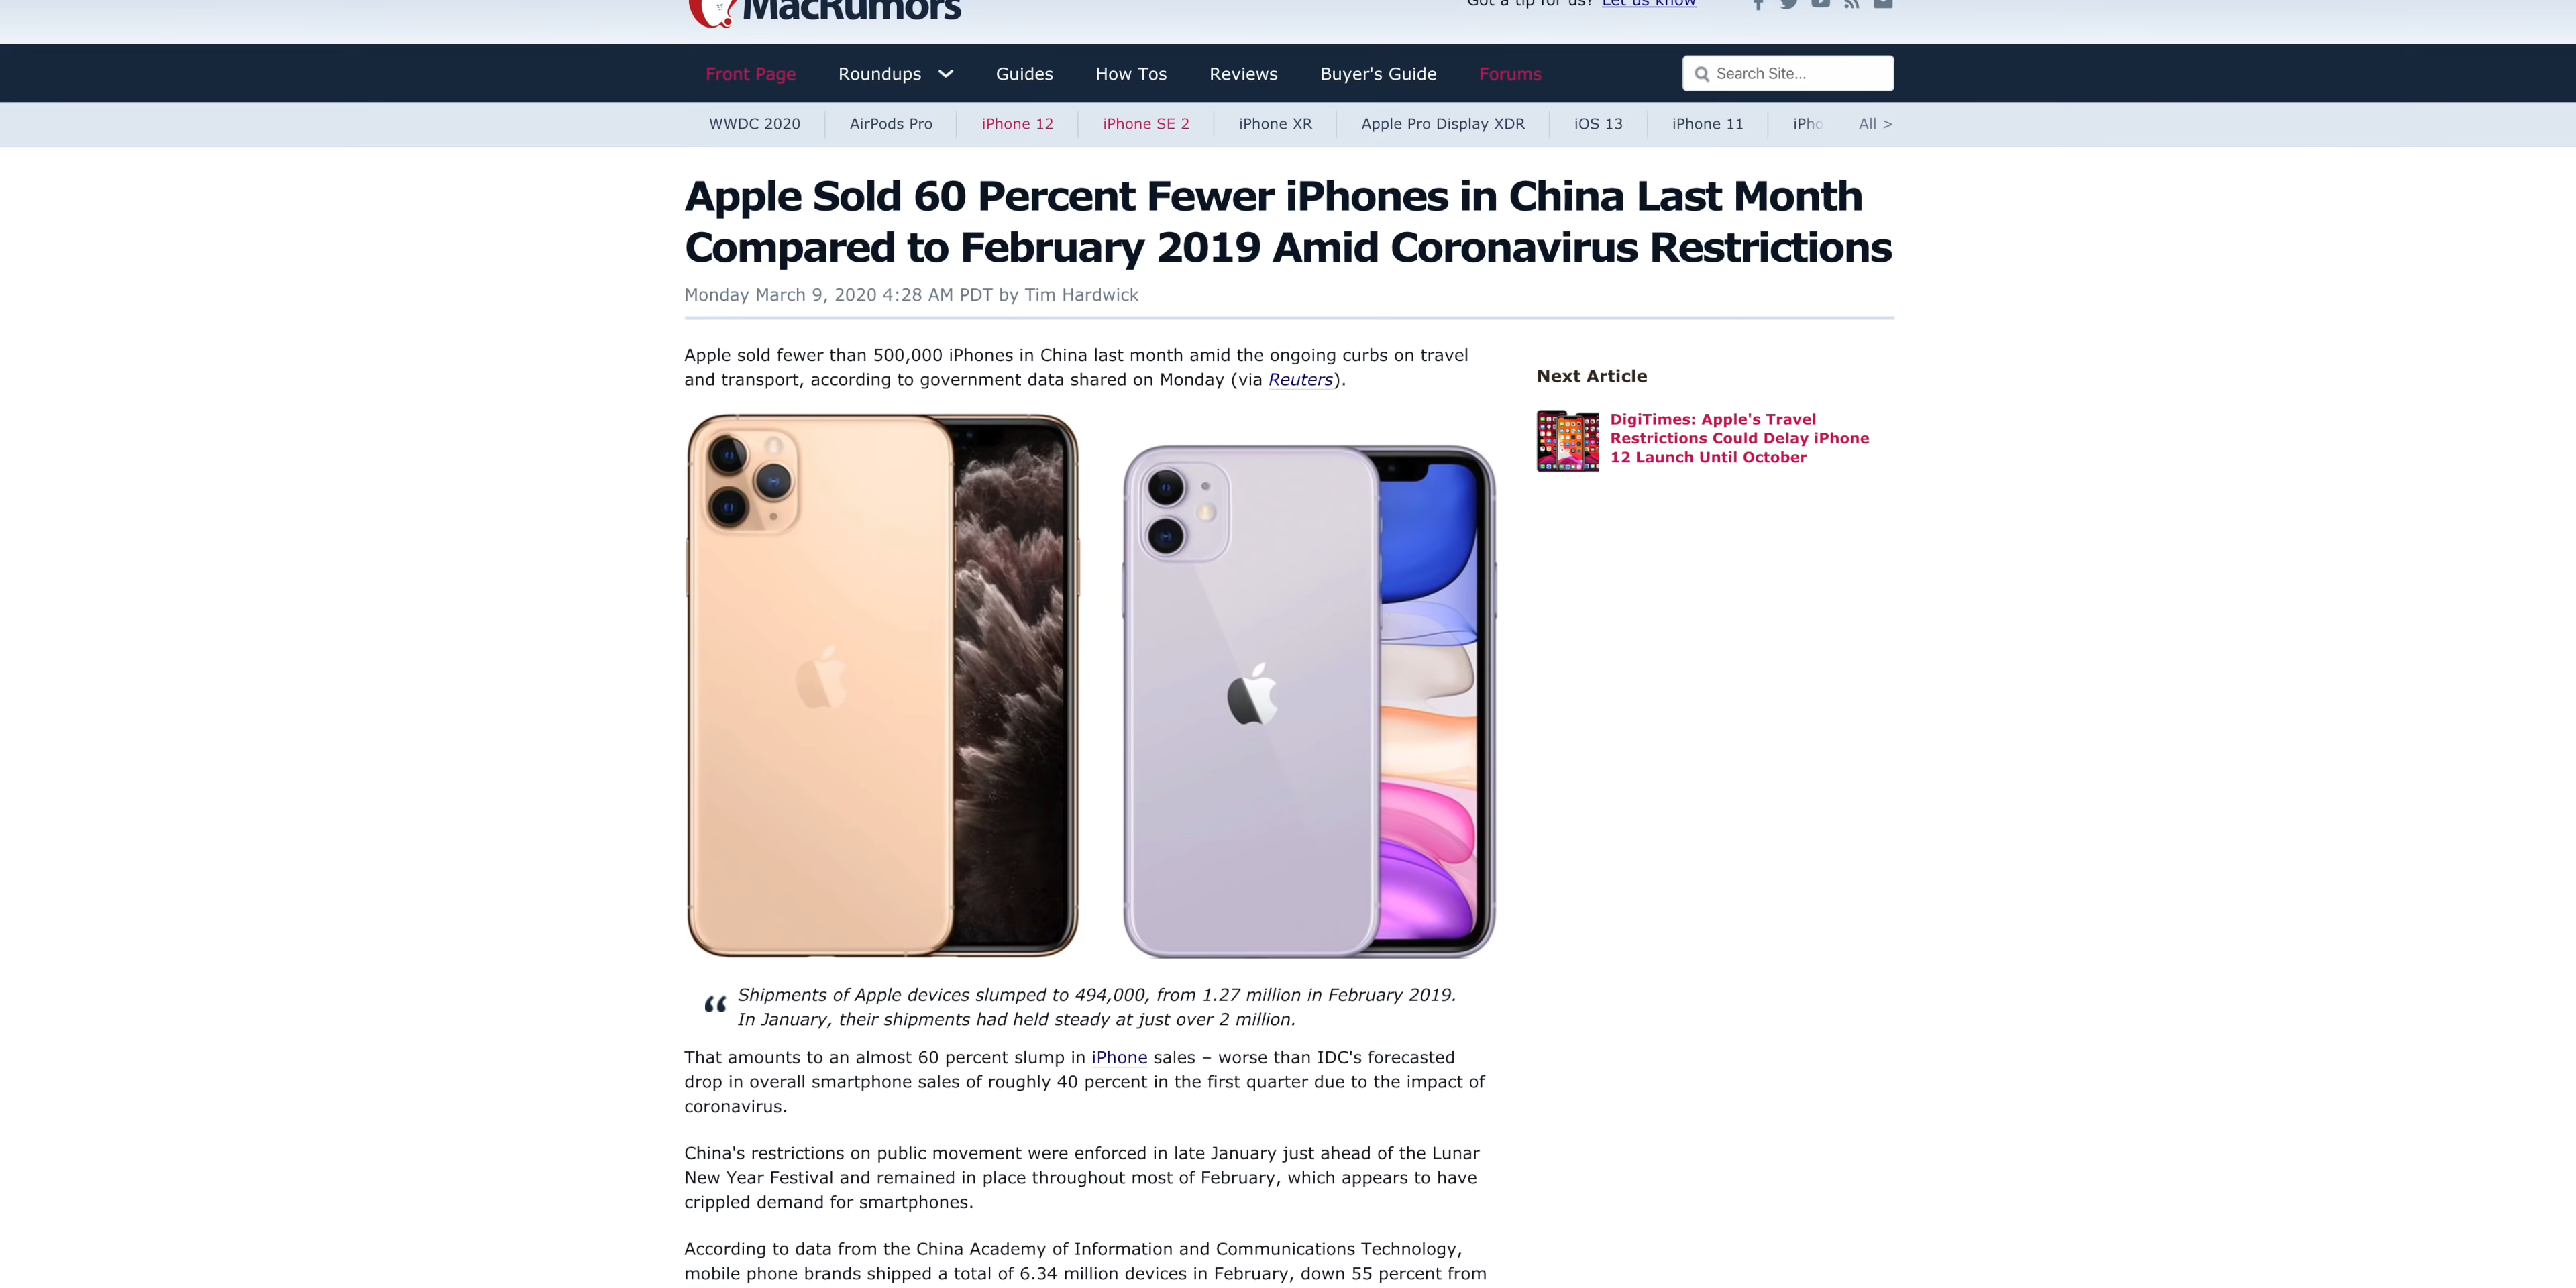 MacRumors
Got a tip for us? Let us know
Front Page
Roundups
Guides
How Tos
Reviews
Buyer's Guide
Forums
Search Site...
WWDC 2020
AirPods Pro
iPhone 12
iPhone SE 2
iPhone XR
Apple Pro Display XDR
iOS 13
iPhone 11
iPho
All >
Apple Sold 60 Percent Fewer iPhones in China Last Month
Compared to February 2019 Amid Coronavirus Restrictions
Monday March 9, 2020 4:28 AM PDT by Tim Hardwick
Apple sold fewer than 500,000 iPhones in China last month amid the ongoing curbs on travel
and transport, according to government data shared on Monday (via Reuters).
Next Article
DigiTimes: Apple's Travel
Restrictions Could Delay iPhone
12 Launch Until October
“ Shipments of Apple devices slumped to 494,000, from 1.27 million in February 2019.
In January, their shipments had held steady at just over 2 million.
That amounts to an almost 60 percent slump in iPhone sales – worse than IDC's forecasted
drop in overall smartphone sales of roughly 40 percent in the first quarter due to the impact of
coronavirus.
China's restrictions on public movement were enforced in late January just ahead of the Lunar
New Year Festival and remained in place throughout most of February, which appears to have
crippled demand for smartphones.
According to data from the China Academy of Information and Communications Technology,
mobile phone brands shipped a total of 6.34 million devices in February, down 55 percent from